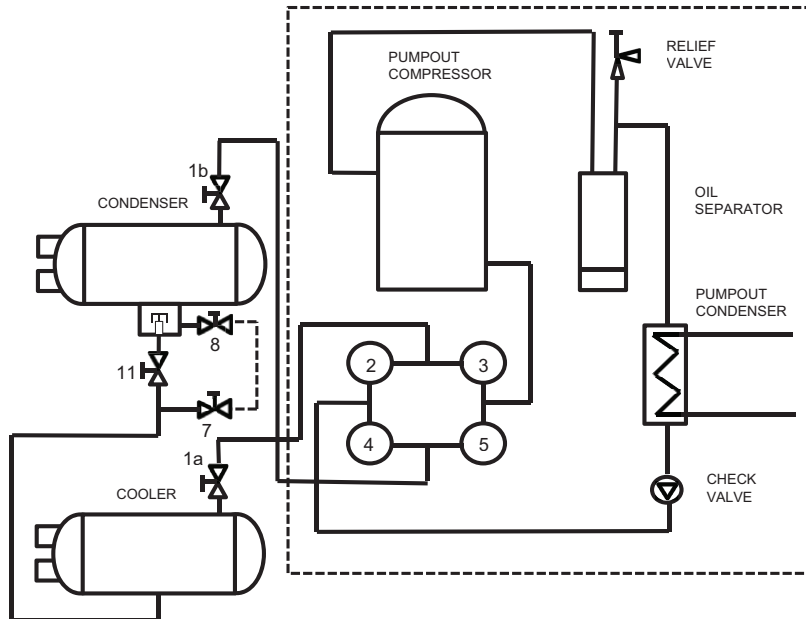 PUMPOUT
COMPRESSOR
RELIEF
VALVE
1b
CONDENSER
OIL
SEPARATOR
PUMPOUT
CONDENSER
8
11
2
3
7
4
5
1a
COOLER
CHECK
VALVE